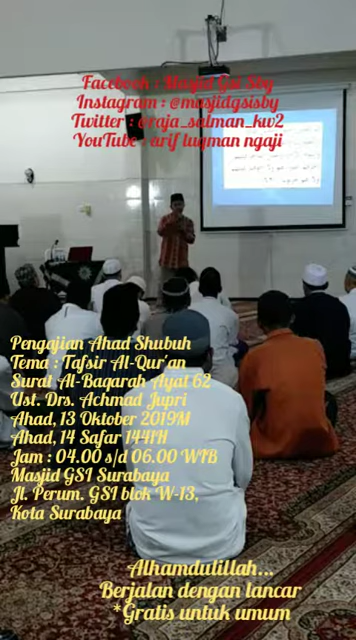 Facebook : Masjid Gsi Sby
Instagram : @masjidgsisby
Twitter : @raja_salman_kw2
YouTube : arif luqman ngaji
Pengajian Ahad Shubuh
Tema : Tafsir Al-Qur'an
Surat Al-Baqarah Ayat 62
Ust. Drs. Achmad Jupri
Ahad, 13 Oktober 2019M
Ahad, 14 Safar 1441H
Jam : 04.00 s/d 06.00 WIB
Masjid GSI Surabaya
Jl. Perum. GSI blok W-13,
Kota Surabaya
Alhamdulillah...
Berjalan dengan lancar
*Gratis untuk umum